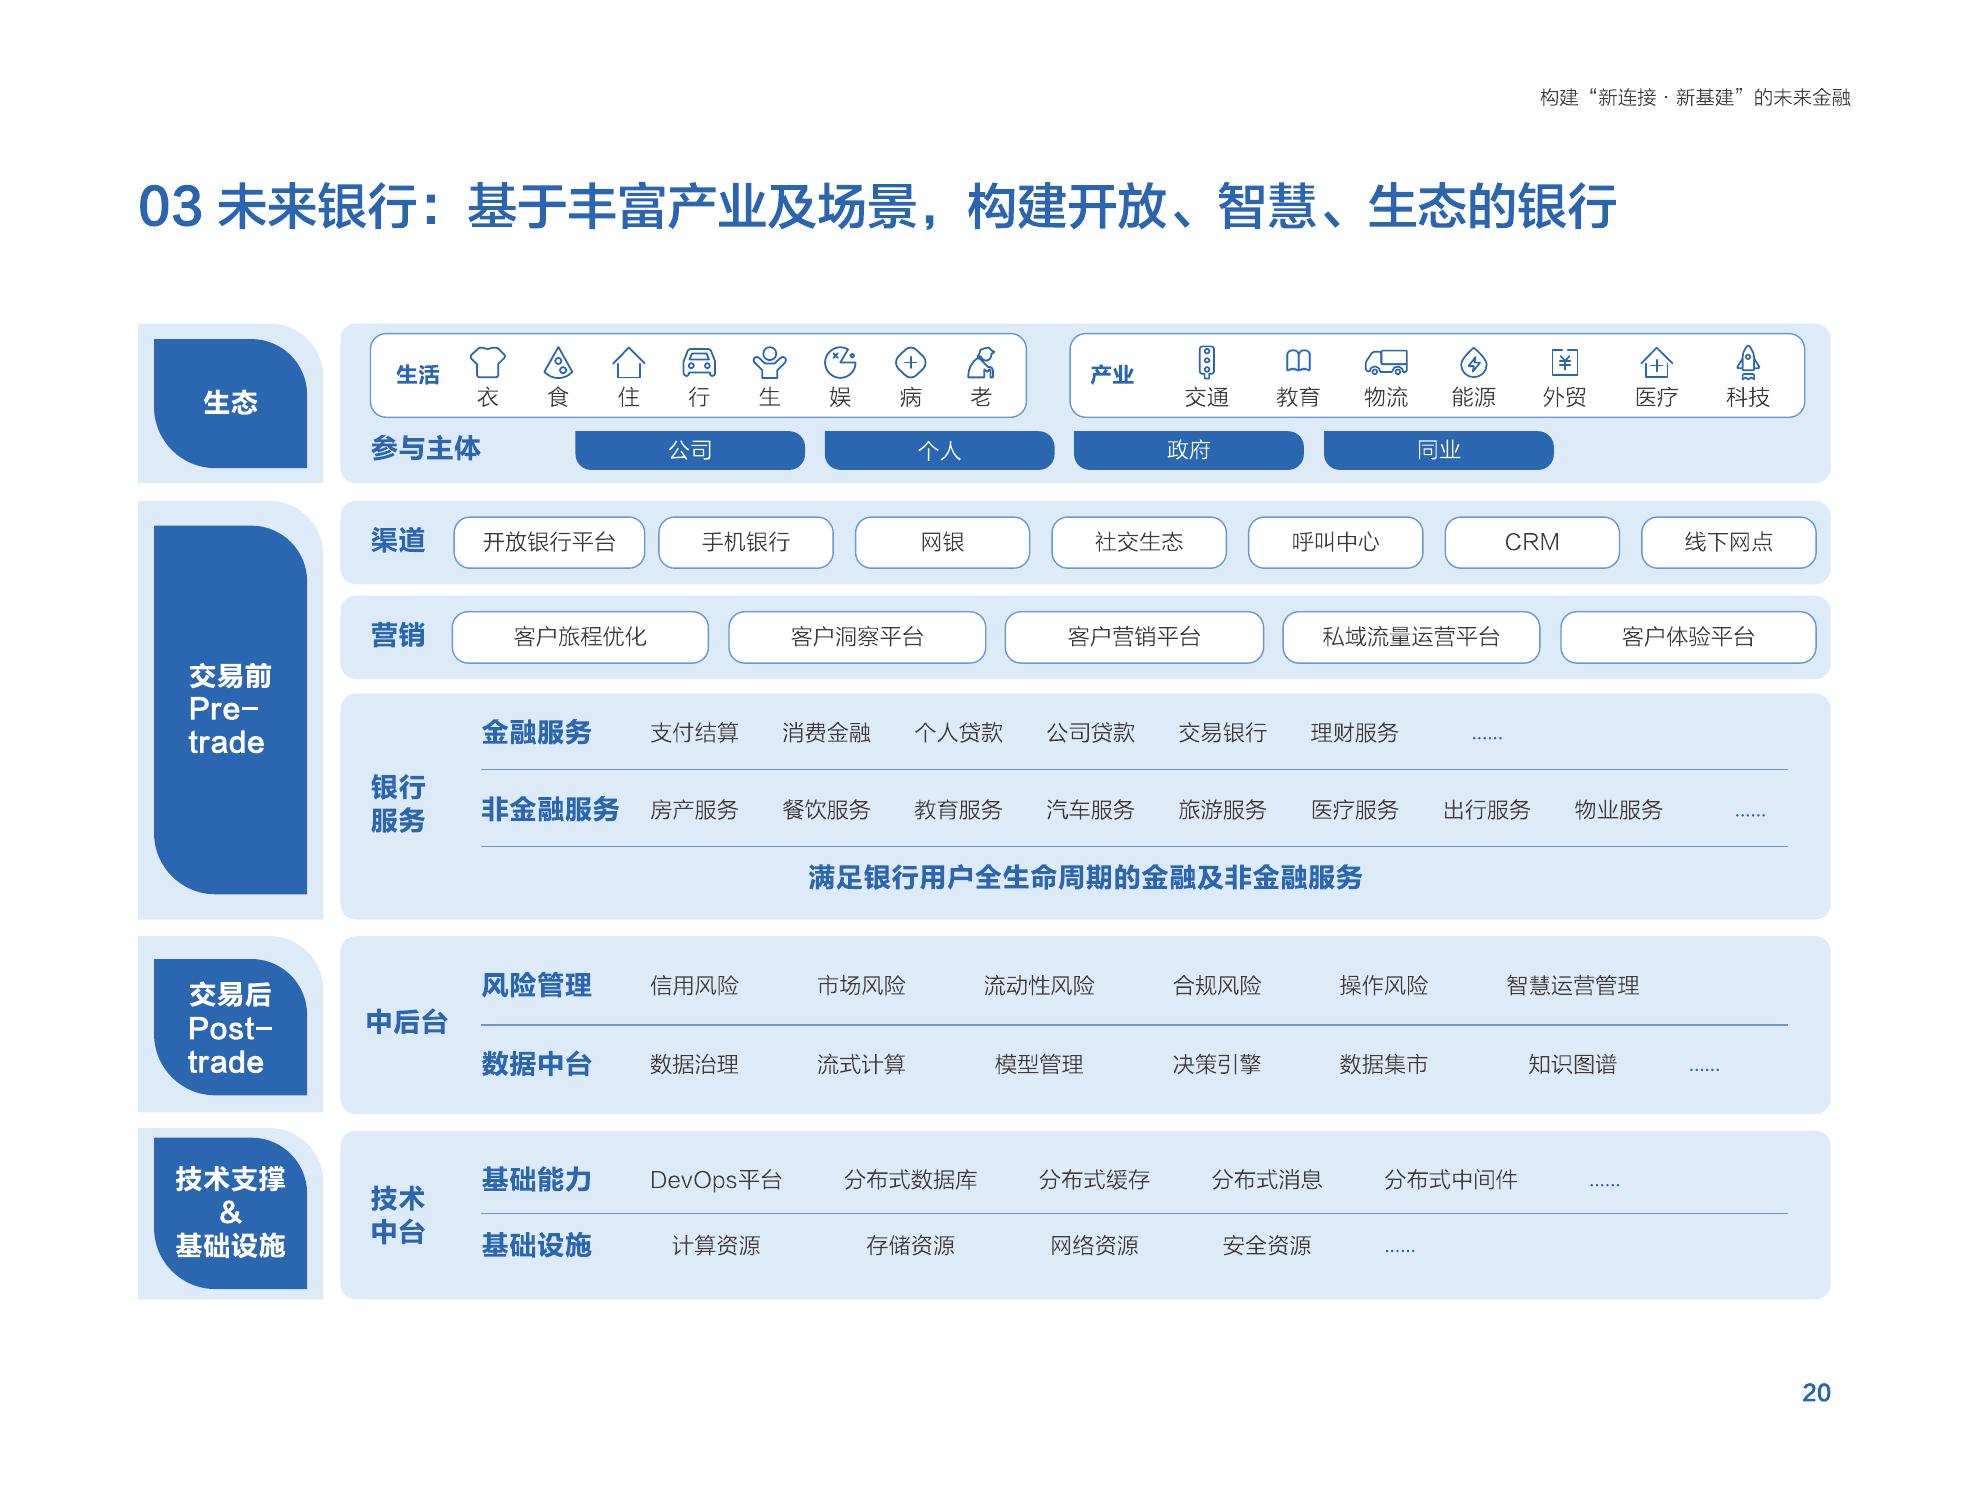 构建“新连接·新基建”的未来金融
03 未来银行：基于丰富产业及场景，构建开放、智慧、生态的银行
生态
生活 衣 食 住 行 生 娱 病 老
产业 交通 教育 物流 能源 外贸 医疗 科技
参与主体 公司 个人 政府 同业
交易前
Pre-
trade
渠道 开放银行平台 手机银行 网银 社交生态 呼叫中心 CRM 线下网点
营销 客户旅程优化 客户洞察平台 客户营销平台 私域流量运营平台 客户体验平台
银行
服务
金融服务 支付结算 消费金融 个人贷款 公司贷款 交易银行 理财服务 ......
非金融服务 房产服务 餐饮服务 教育服务 汽车服务 旅游服务 医疗服务 出行服务 物业服务 ......
满足银行用户全生命周期的金融及非金融服务
交易后
Post-
trade
中后台
风险管理 信用风险 市场风险 流动性风险 合规风险 操作风险 智慧运营管理
数据中台 数据治理 流式计算 模型管理 决策引擎 数据集市 知识图谱 ......
技术支撑
&
基础设施
技术
中台
基础能力 DevOps平台 分布式数据库 分布式缓存 分布式消息 分布式中间件 ......
基础设施 计算资源 存储资源 网络资源 安全资源 ......
20